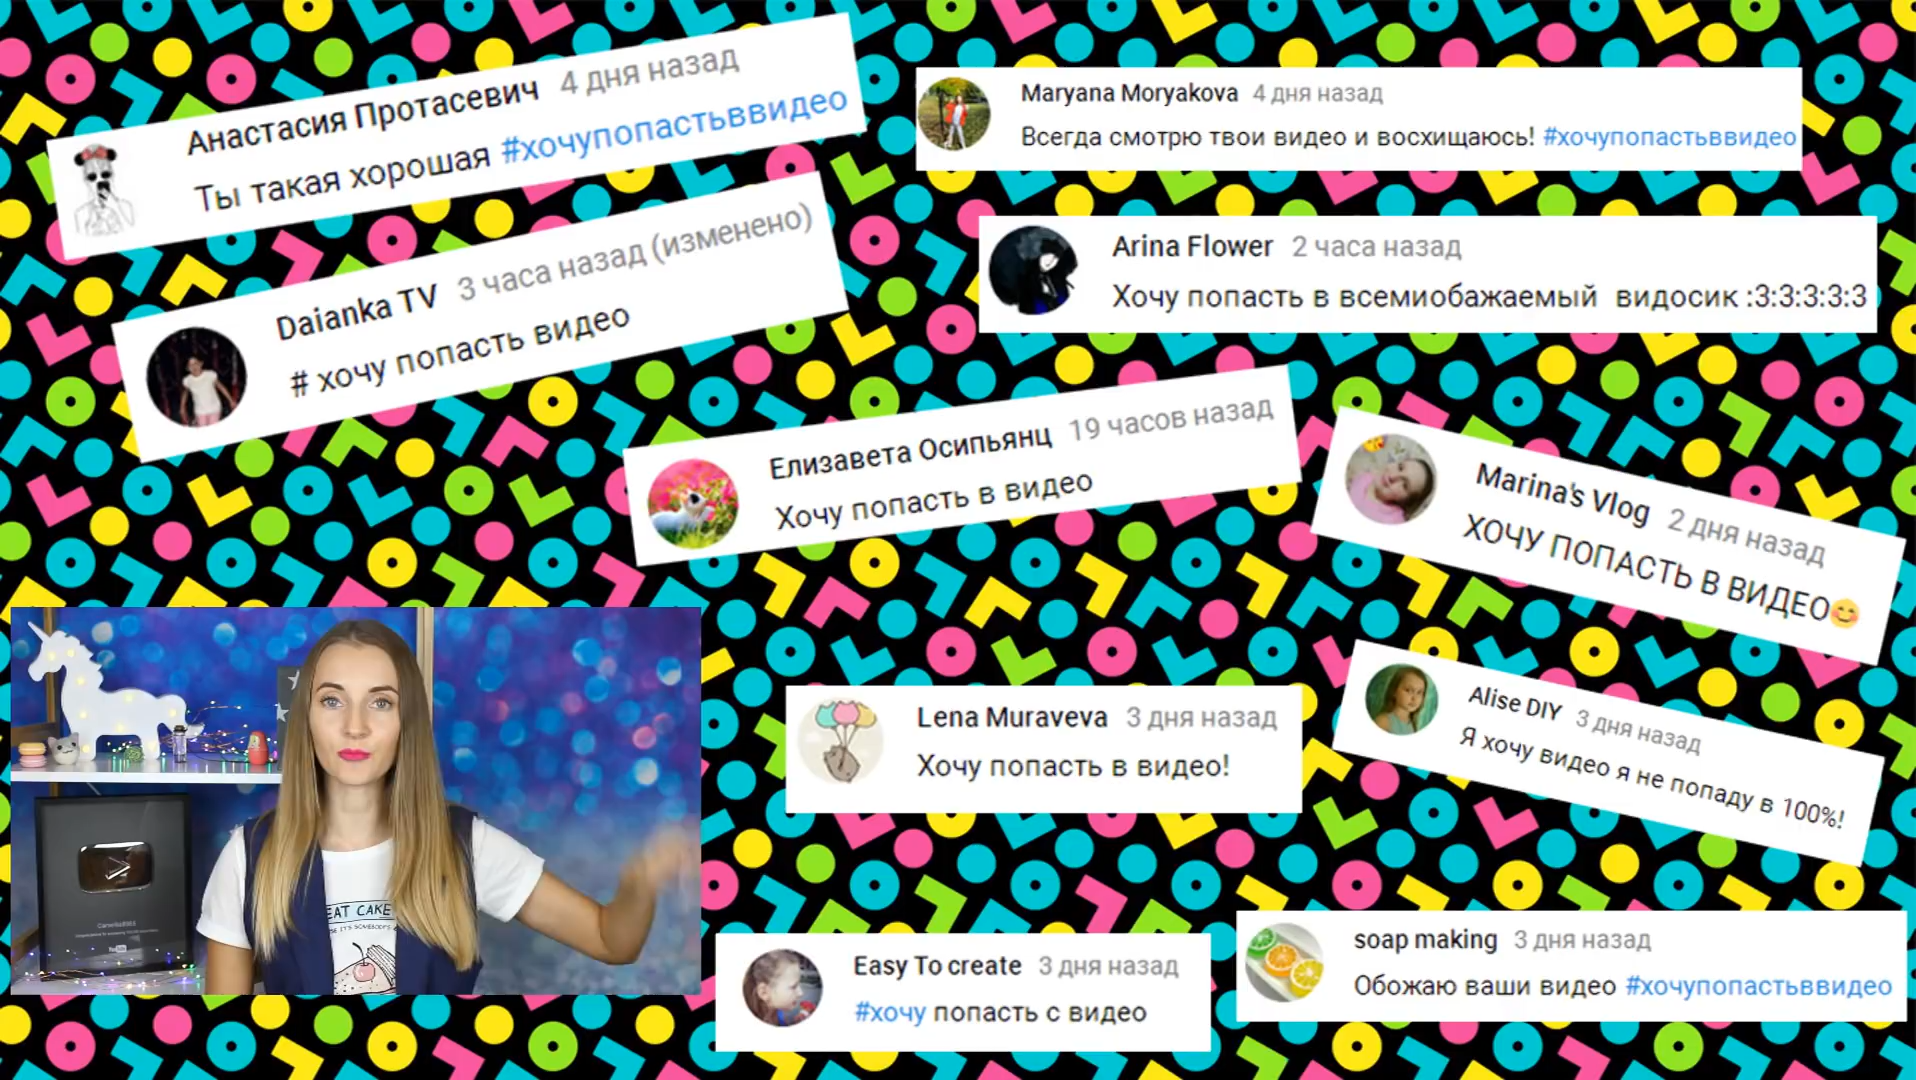 Анастасия Протасевич 4 дня назад
Ты такая хорошая #хочупопастьввидео
Maryana Moryakova 4 дня назад
Всегда смотрю твои видео и восхищаюсь! #хочупопастьввидео
Daianka TV 3 часа назад (изменено)
# хочу попасть видео
Arina Flower 2 часа назад
Хочу попасть в всемиобажаемый видосик :3:3:3:3:3
Елизавета Осипьянц 19 часов назад
Хочу попасть в видео
Marina's Vlog 2 дня назад
ХОЧУ ПОПАСТЬ В ВИДЕО😊
Lena Muraveva 3 дня назад
Хочу попасть в видео!
Alise DIY 3 дня назад
Я хочу видео я не попаду в 100%!
EAT CAKE
IT'S SOMEBODY'S
Easy To create 3 дня назад
#хочу попасть с видео
soap making 3 дня назад
Обожаю ваши видео #хочупопастьввидео